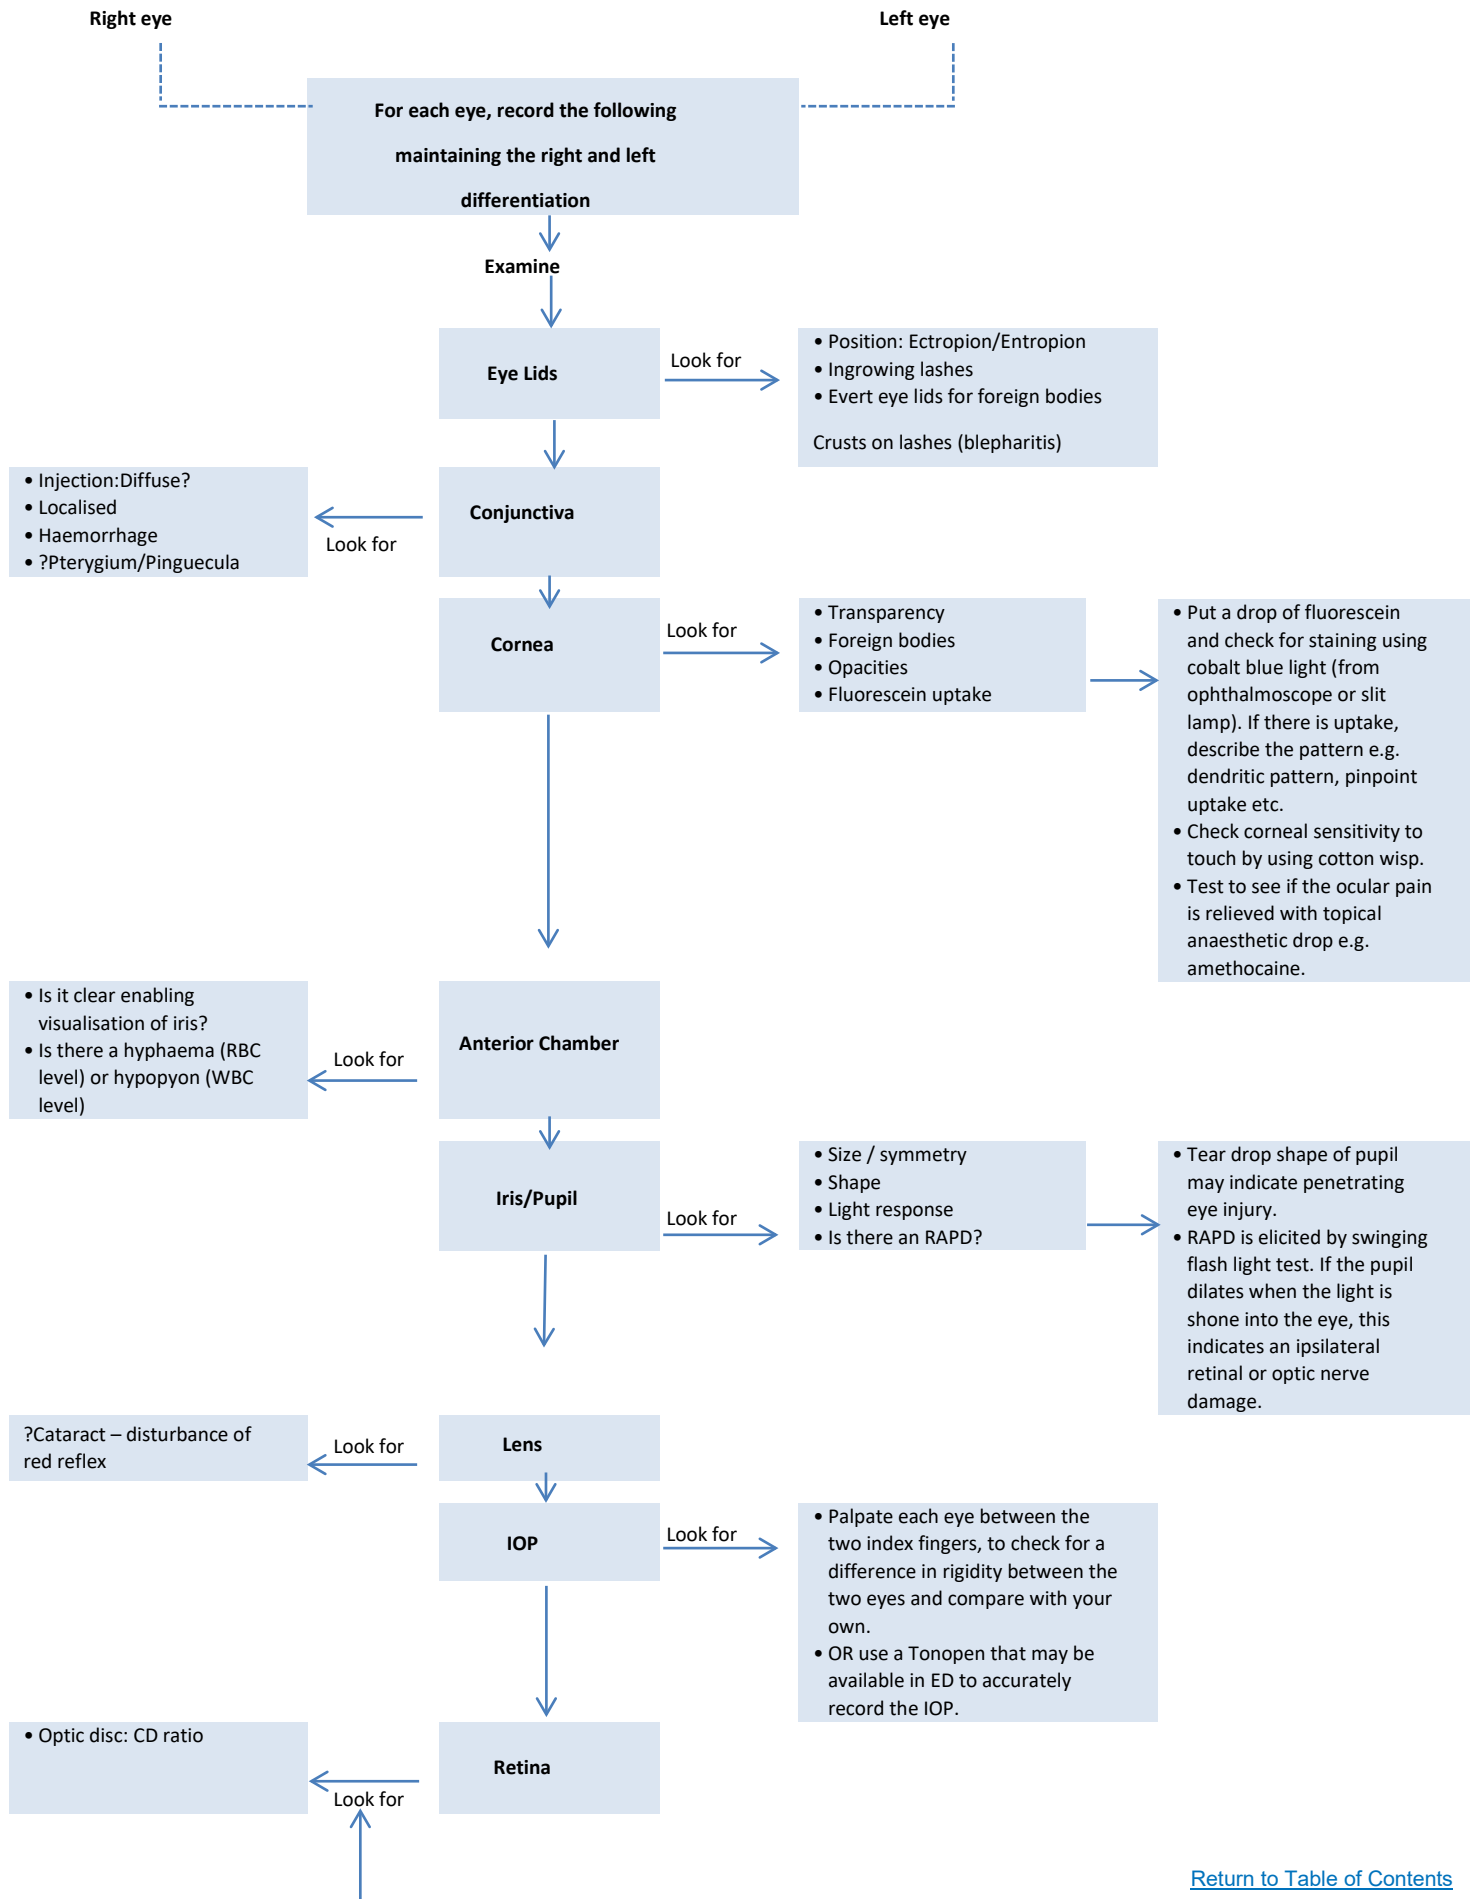 Right eye
Left eye
For each eye, record the following
maintaining the right and left
differentiation
Examine
Eye Lids
Look for
• Position: Ectropion/Entropion
• Ingrowing lashes
• Evert eye lids for foreign bodies
Crusts on lashes (blepharitis)
• Injection:Diffuse?
• Localised
• Haemorrhage
• ?Pterygium/Pinguecula
Look for
Conjunctiva
Cornea
Look for
• Transparency
• Foreign bodies
• Opacities
• Fluorescein uptake
• Put a drop of fluorescein
and check for staining using
cobalt blue light (from
ophthalmoscope or slit
lamp). If there is uptake,
describe the pattern e.g.
dendritic pattern, pinpoint
uptake etc.
• Check corneal sensitivity to
touch by using cotton wisp.
• Test to see if the ocular pain
is relieved with topical
anaesthetic drop e.g.
amethocaine.
• Is it clear enabling
visualisation of iris?
• Is there a hyphaema (RBC
level) or hypopyon (WBC
level)
Look for
Anterior Chamber
Iris/Pupil
Look for
• Size / symmetry
• Shape
• Light response
• Is there an RAPD?
• Tear drop shape of pupil
may indicate penetrating
eye injury.
• RAPD is elicited by swinging
flash light test. If the pupil
dilates when the light is
shone into the eye, this
indicates an ipsilateral
retinal or optic nerve
damage.
?Cataract – disturbance of
red reflex
Look for
Lens
IOP
Look for
• Palpate each eye between the
two index fingers, to check for a
difference in rigidity between the
two eyes and compare with your
own.
• OR use a Tonopen that may be
available in ED to accurately
record the IOP.
• Optic disc: CD ratio
Look for
Retina
Return to Table of Contents